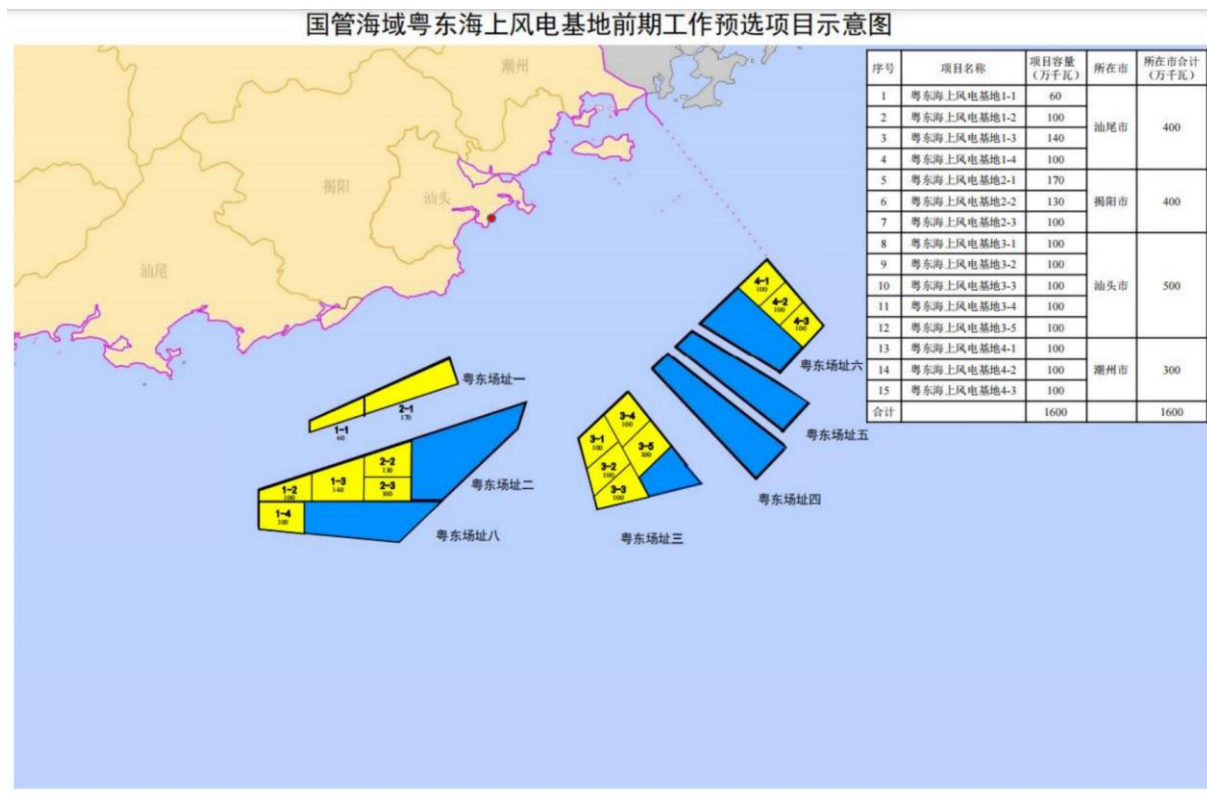 国管海域粤东海上风电基地前期工作预选项目示意图
序号 项目名称 项目容量（万千瓦） 所在市 所在市合计（万千瓦）
1 粤东海上风电基地1-1 60 汕尾市 400
2 粤东海上风电基地1-2 100
3 粤东海上风电基地1-3 140
4 粤东海上风电基地1-4 100
5 粤东海上风电基地2-1 170 揭阳市 400
6 粤东海上风电基地2-2 130
7 粤东海上风电基地2-3 100
8 粤东海上风电基地3-1 100 汕头市 500
9 粤东海上风电基地3-2 100
10 粤东海上风电基地3-3 100
11 粤东海上风电基地3-4 100
12 粤东海上风电基地3-5 100
13 粤东海上风电基地4-1 100 潮州市 300
14 粤东海上风电基地4-2 100
15 粤东海上风电基地4-3 100
合计 1600 1600
潮州
揭阳
汕头
汕尾
4-1
100
4-2
100
4-3
100
粤东场址六
粤东场址一
2-1
170
1-1
60
粤东场址五
3-4
100
3-1
100
3-5
100
3-2
100
3-3
100
2-2
130
1-3
140
2-3
100
1-2
100
粤东场址二
粤东场址四
1-4
100
粤东场址八
粤东场址三